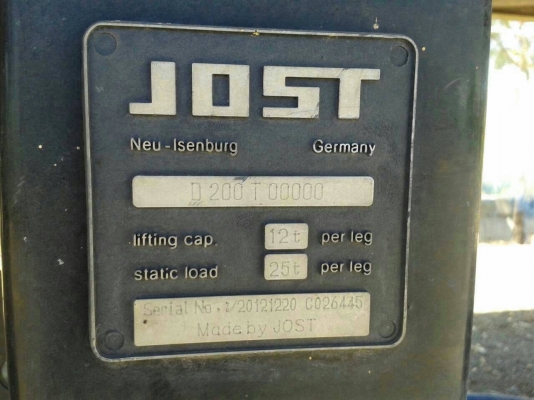 JOST
Neu-Isenburg Germany
D 200 T 00000
lifting cap. 12t per leg
static load 25t per leg
Serial No.:/20121220 C026445
Made by JOST